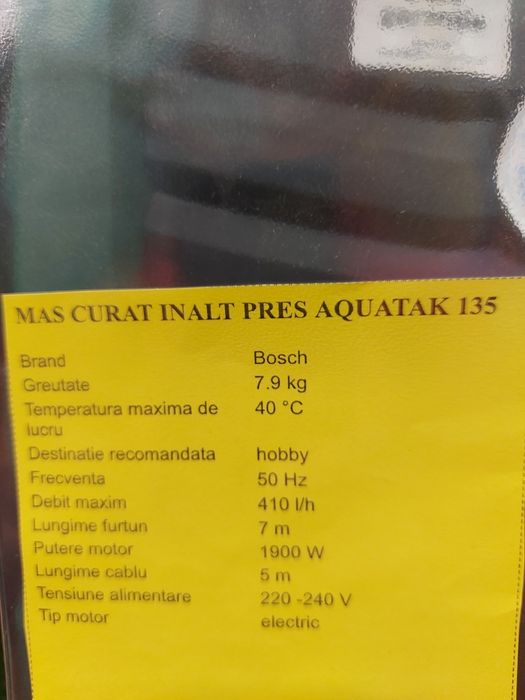 MAS CURAT INALT PRES AQUATAK 135
Brand Bosch
Greutate 7.9 kg
Temperatura maxima de 40 °C
lucru
Destinatie recomandata hobby
Frecventa 50 Hz
Debit maxim 410 l/h
Lungime furtun 7 m
Putere motor 1900 W
Lungime cablu 5 m
Tensiune alimentare 220 -240 V
Tip motor electric